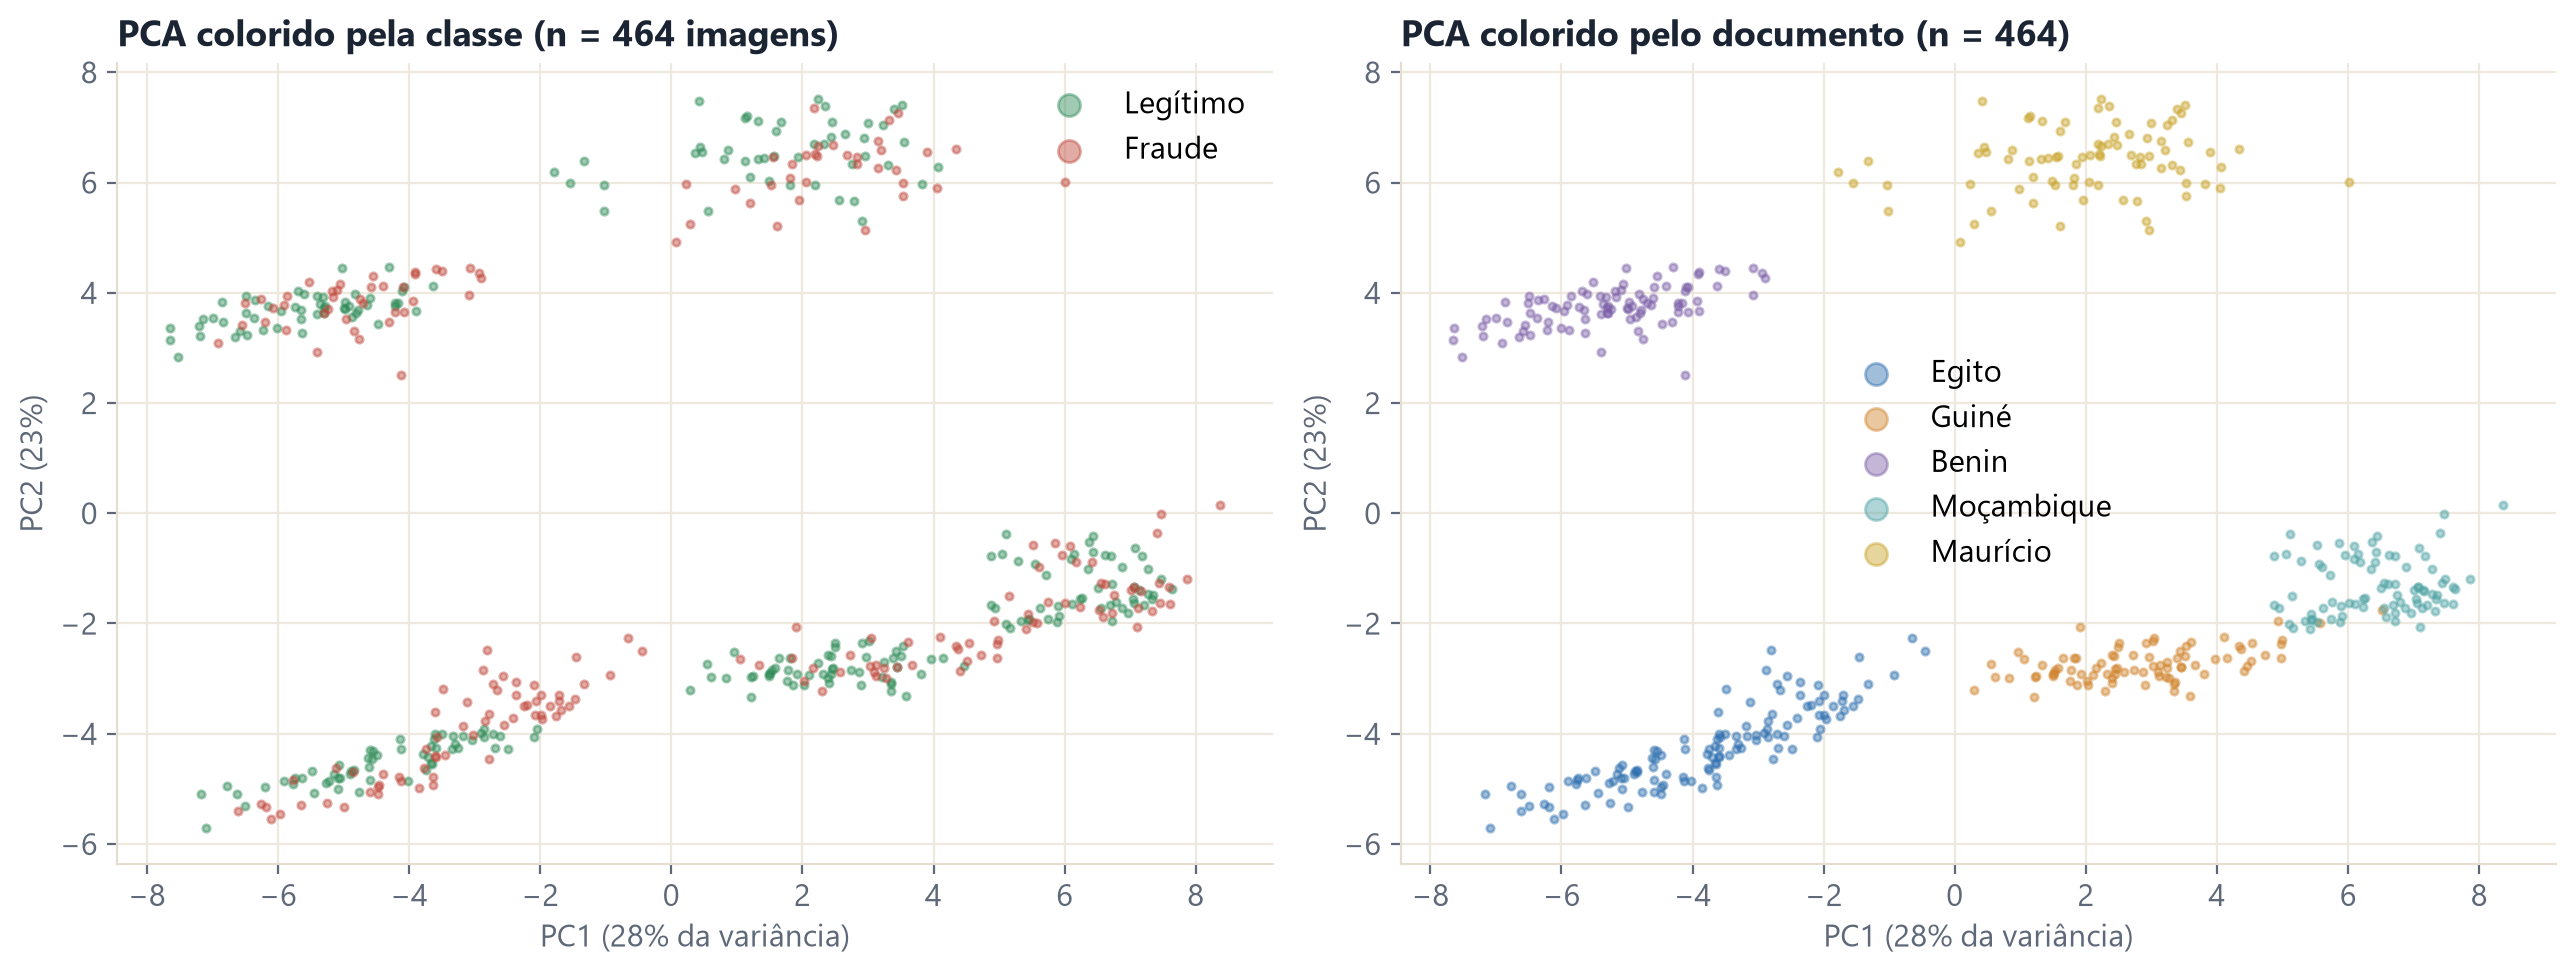 PCA colorido pela classe (n = 464 imagens)
8
6
4
2
0
−2
−4
−6
PC2 (23%)
Legítimo
Fraude
−8
−6
−4
−2
0
2
4
6
8
PC1 (28% da variância)
PCA colorido pelo documento (n = 464)
8
6
4
2
0
−2
−4
−6
PC2 (23%)
Egito
Guiné
Benin
Moçambique
Maurício
−8
−6
−4
−2
0
2
4
6
8
PC1 (28% da variância)